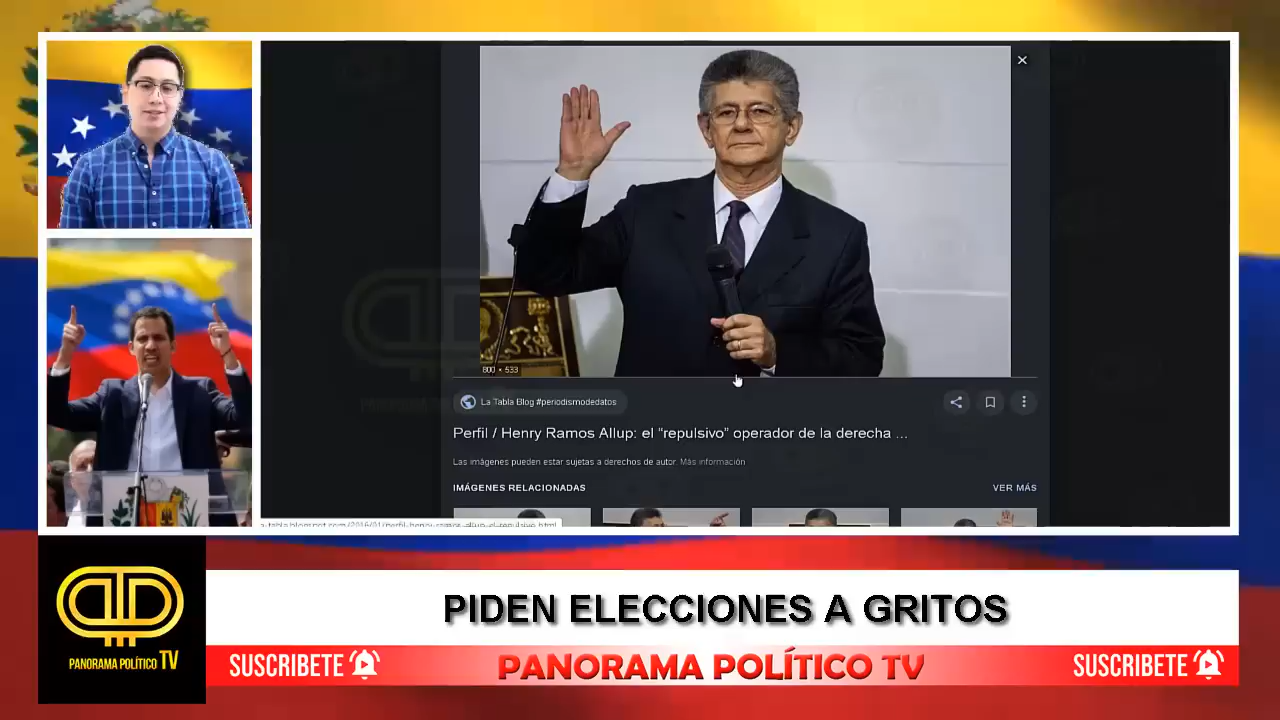 800 × 533
La Tabla Blog #periodismodedatos
Perfil / Henry Ramos Allup: el “repulsivo” operador de la derecha ...
Las imágenes pueden estar sujetas a derechos de autor. Más información
IMÁGENES RELACIONADAS
VER MÁS
PIDEN ELECCIONES A GRITOS
PANORAMA POLÍTICO TV
SUSCRIBETE
PANORAMA POLÍTICO TV
SUSCRIBETE